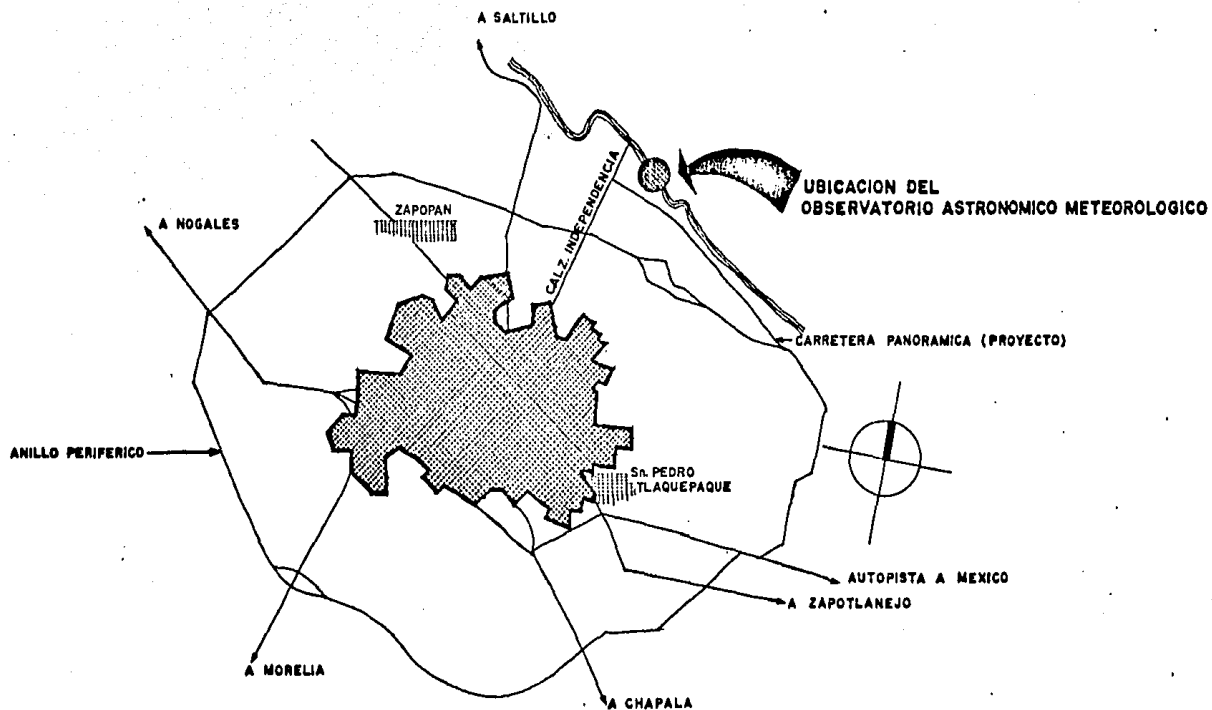 A SALTILLO
CALZ. INDEPENDENCIA
UBICACION DEL
OBSERVATORIO ASTRONOMICO METEOROLOGICO
ZAPOPAN
A NOGALES
CARRETERA PANORAMICA (PROYECTO)
ANILLO PERIFERICO
Sn. PEDRO
TLAQUEPAQUE
AUTOPISTA A MEXICO
A ZAPOTLANEJO
A MORELIA
A CHAPALA